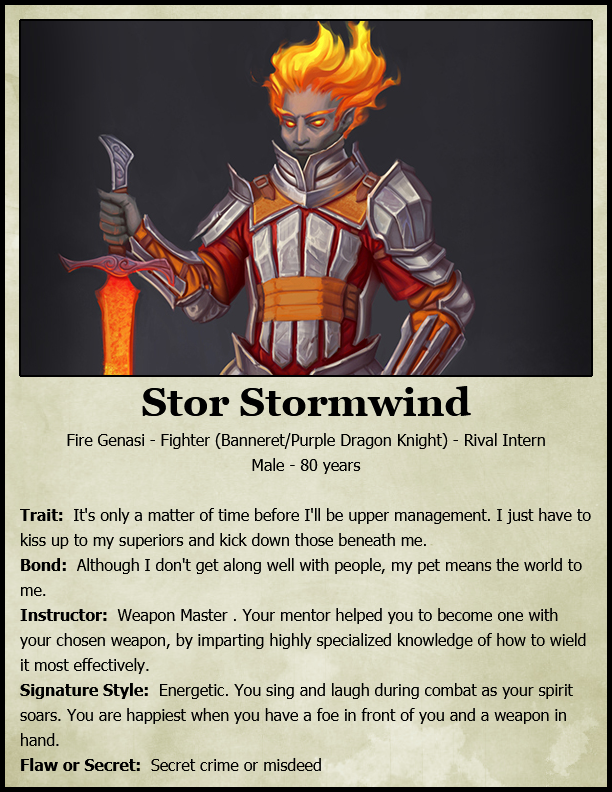 Stor Stormwind
Fire Genasi - Fighter (Banneret/Purple Dragon Knight) - Rival Intern
Male - 80 years
Trait: It's only a matter of time before I'll be upper management. I just have to
kiss up to my superiors and kick down those beneath me.
Bond: Although I don't get along well with people, my pet means the world to
me.
Instructor: Weapon Master . Your mentor helped you to become one with
your chosen weapon, by imparting highly specialized knowledge of how to wield
it most effectively.
Signature Style: Energetic. You sing and laugh during combat as your spirit
soars. You are happiest when you have a foe in front of you and a weapon in
hand.
Flaw or Secret: Secret crime or misdeed